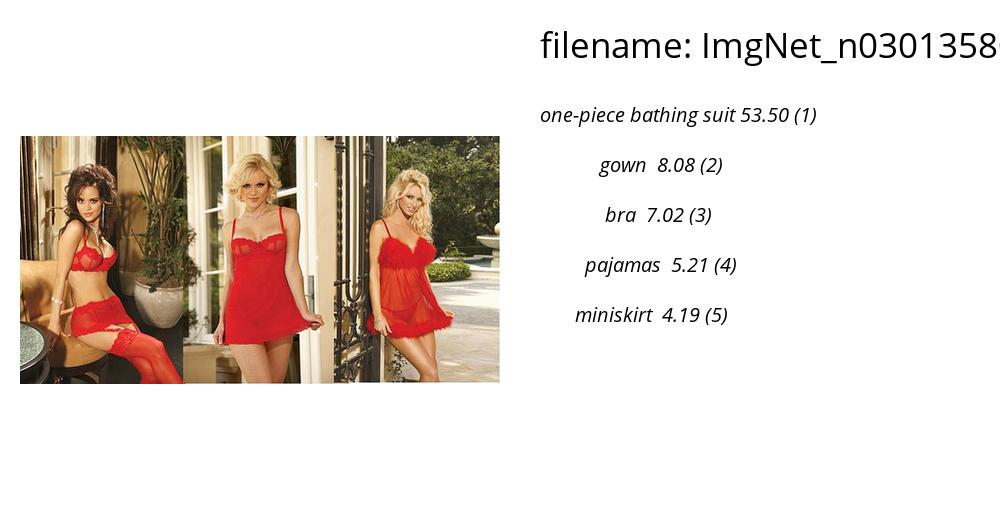 filename: ImgNet_n0301358
one-piece bathing suit 53.50 (1)
gown 8.08 (2)
bra 7.02 (3)
pajamas 5.21 (4)
miniskirt 4.19 (5)